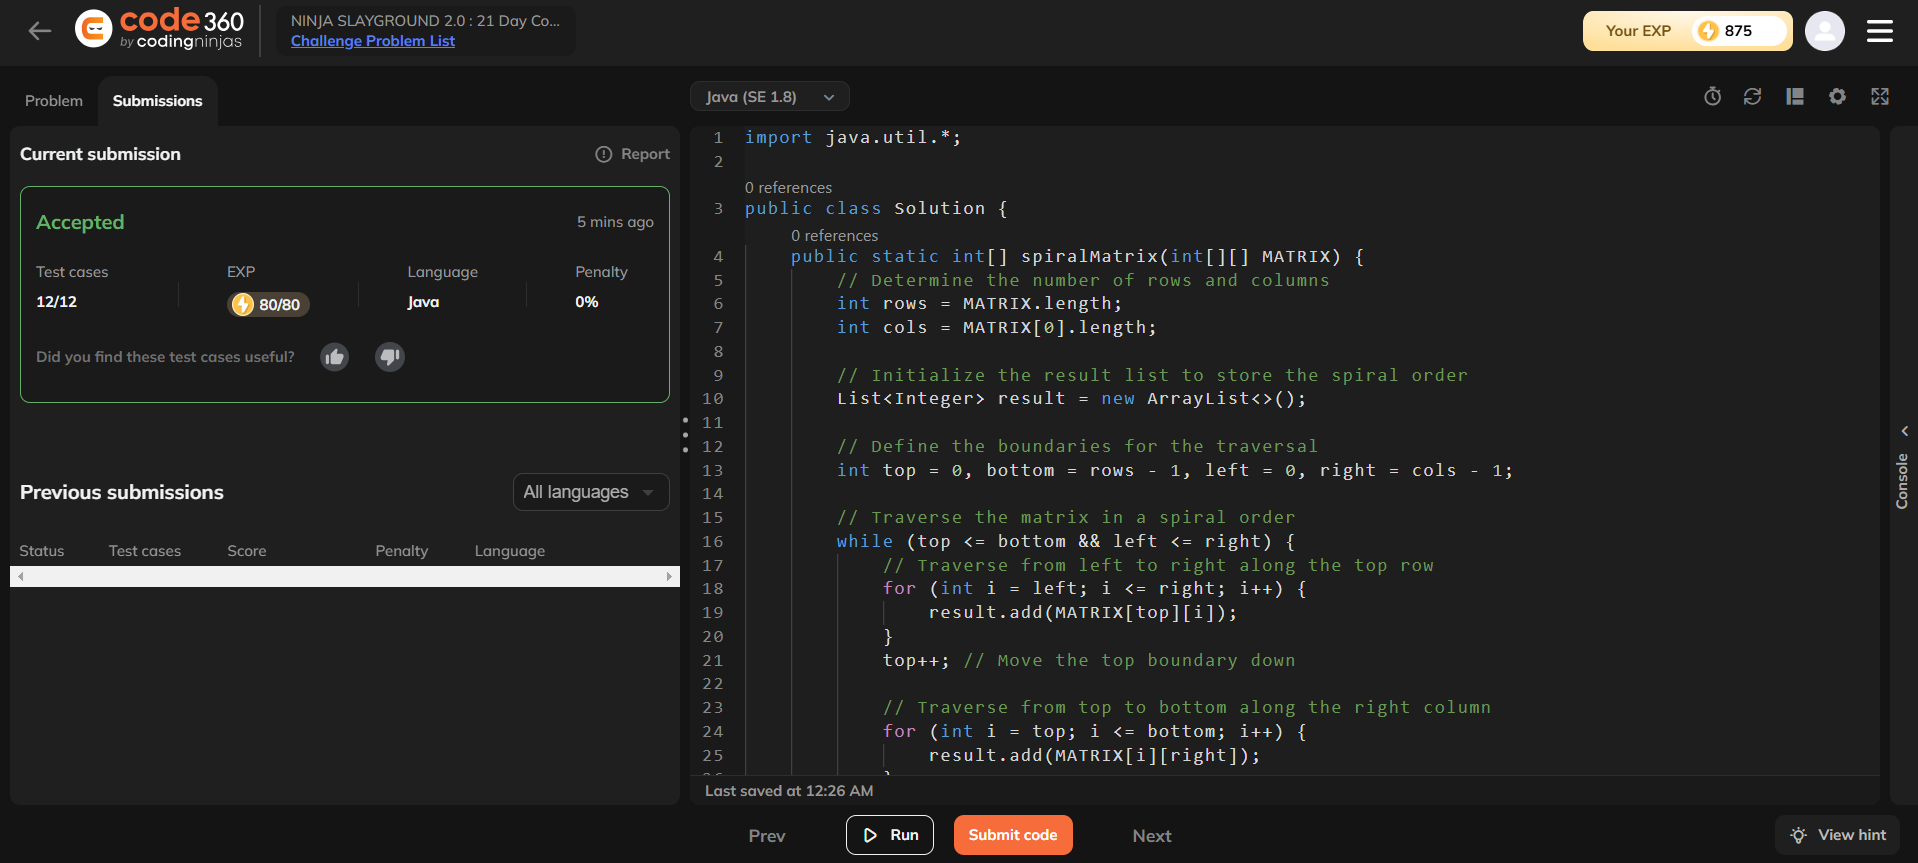 code 360
by codingninjas
NINJA SLAYGROUND 2.0 : 21 Day Co...
Challenge Problem List
Your EXP 875
Problem Submissions
Current submission Report
Accepted 5 mins ago
Test cases EXP Language Penalty
12/12 80/80 Java 0%
Did you find these test cases useful?
Previous submissions All languages
Status Test cases Score Penalty Language
Java (SE 1.8)
1 import java.util.*;
2
0 references
3 public class Solution {
0 references
4 public static int[] spiralMatrix(int[][] MATRIX) {
5 // Determine the number of rows and columns
6 int rows = MATRIX.length;
7 int cols = MATRIX[0].length;
8
9 // Initialize the result list to store the spiral order
10 List<Integer> result = new ArrayList<>();
11
12 // Define the boundaries for the traversal
13 int top = 0, bottom = rows - 1, left = 0, right = cols - 1;
14
15 // Traverse the matrix in a spiral order
16 while (top <= bottom && left <= right) {
17 // Traverse from left to right along the top row
18 for (int i = left; i <= right; i++) {
19 result.add(MATRIX[top][i]);
20 }
21 top++; // Move the top boundary down
22
23 // Traverse from top to bottom along the right column
24 for (int i = top; i <= bottom; i++) {
25 result.add(MATRIX[i][right]);
Last saved at 12:26 AM
Console
Prev Run Submit code Next View hint